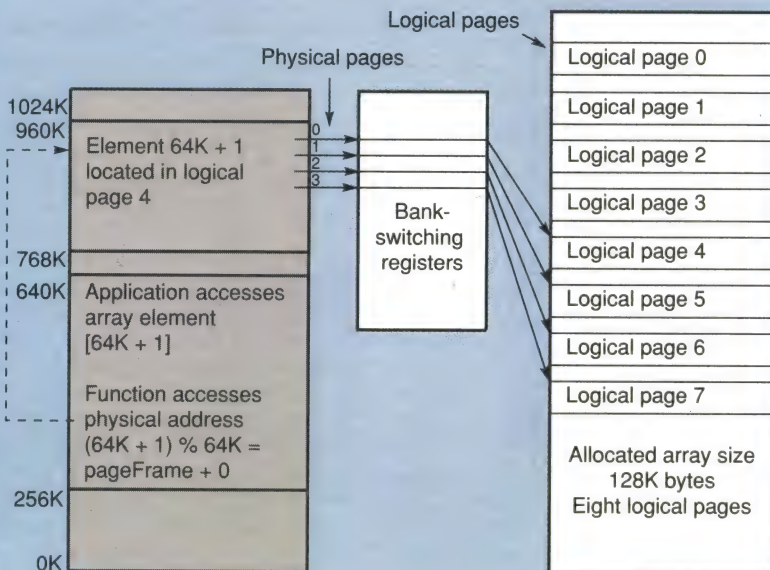 Logical pages
Physical pages
1024K
960K
768K
640K
256K
0K
Element 64K + 1
located in logical
page 4
Application accesses
array element
[64K + 1]
Function accesses
physical address
(64K + 1) % 64K =
pageFrame + 0
0
1
2
3
Bank-
switching
registers
Logical page 0
Logical page 1
Logical page 2
Logical page 3
Logical page 4
Logical page 5
Logical page 6
Logical page 7
Allocated array size
128K bytes
Eight logical pages